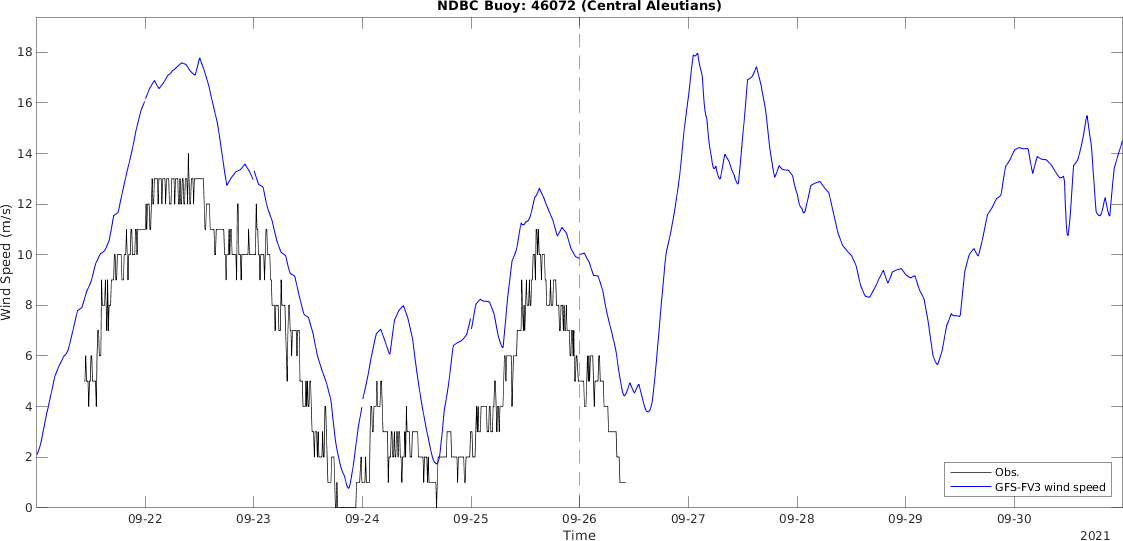 NDBC Buoy: 46072 (Central Aleutians)
Wind Speed (m/s)
18
16
14
12
10
8
6
4
2
0
09-22 09-23 09-24 09-25 09-26 09-27 09-28 09-29 09-30
Time
2021
Obs.
GFS-FV3 wind speed